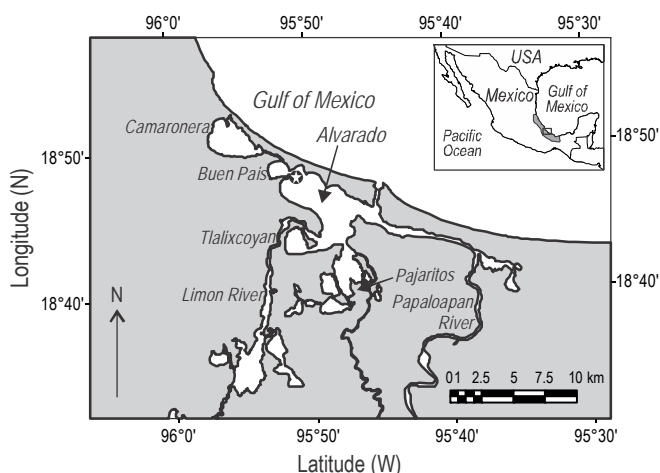 96°0' 95°50' 95°40' 95°30'
USA
Mexico
Gulf of
Mexico
Pacific
Ocean
Gulf of Mexico
Camaronera
Alvarado
18°50'
18°50'
Buen Pais
Tlalixcoyan
Pajaritos
18°40'
Limon River
Papaloapan
River
18°40'
N
0 1 2.5 5 7.5 10 km
96°0' 95°50' 95°40' 95°30'
Latitude (W)
Longitude (N)